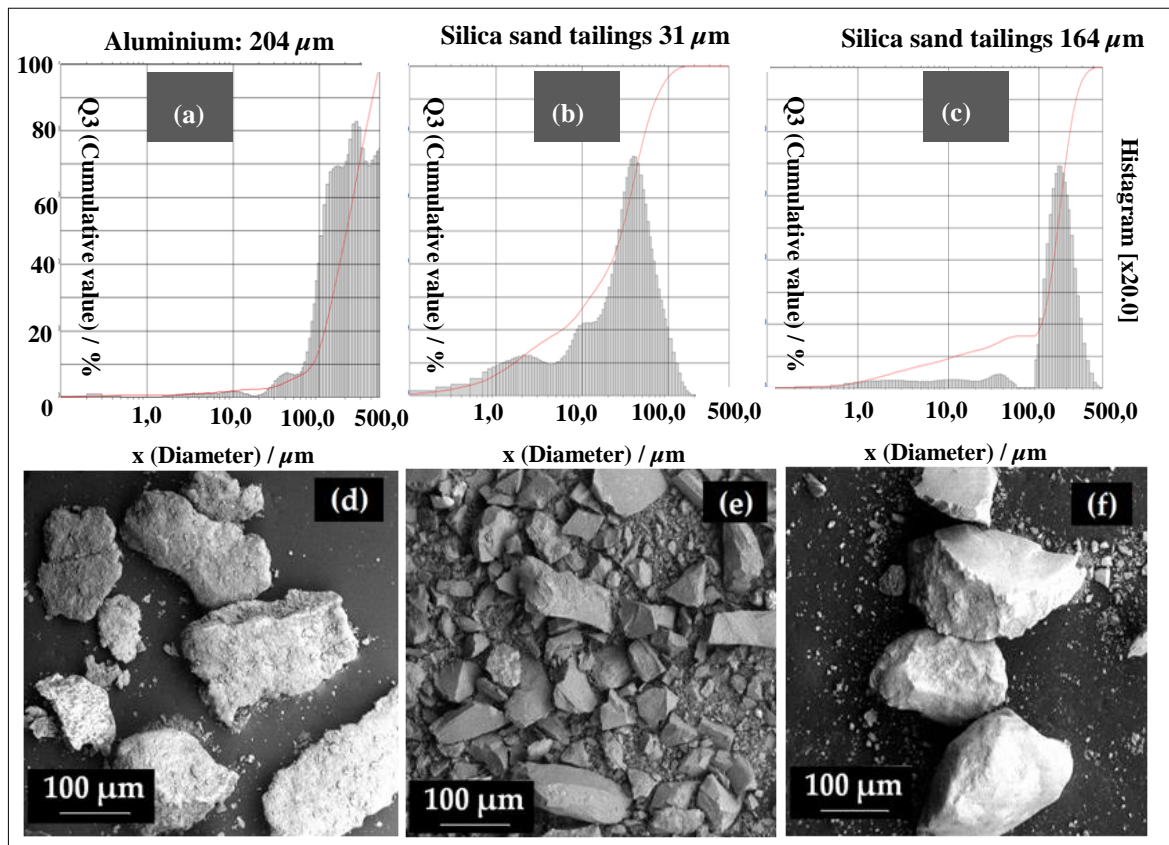 Aluminium: 204 μm
Silica sand tailings 31 μm
Silica sand tailings 164 μm
100
80
60
40
20
0
Q3 (Cumulative value) / %
(a)
Q3 (Cumulative value) / %
(b)
Q3 (Cumulative value) / %
(c)
Histagram [x20.0]
1,0 10,0 100,0 500,0
1,0 10,0 100,0 500,0
1,0 10,0 100,0 500,0
x (Diameter) / μm
x (Diameter) / μm
x (Diameter) / μm
(d)
(e)
(f)
100 μm
100 μm
100 μm